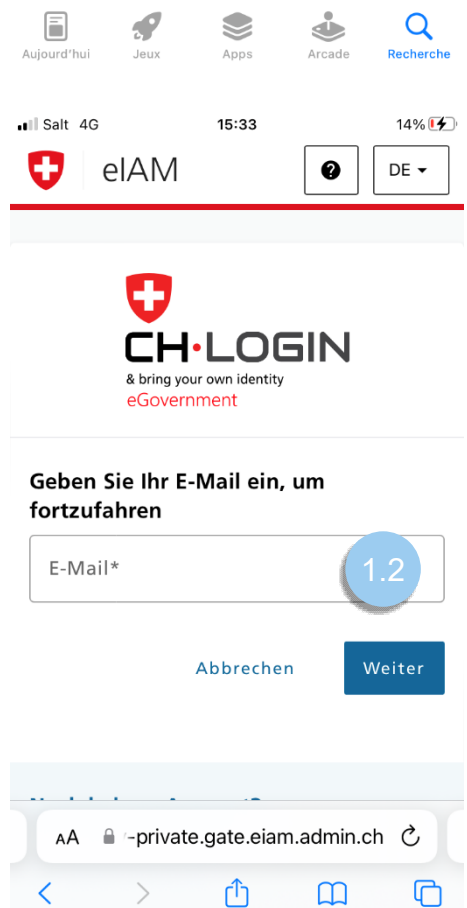 Aujourd'hui Jeux Apps Arcade Recherche
Salt 4G 15:33 14%
eIAM ? DE
CH·LOGIN
& bring your own identity
eGovernment
Geben Sie Ihr E-Mail ein, um
fortzufahren
E-Mail* 1.2
Abbrechen Weiter
AA -private.gate.eiam.admin.ch